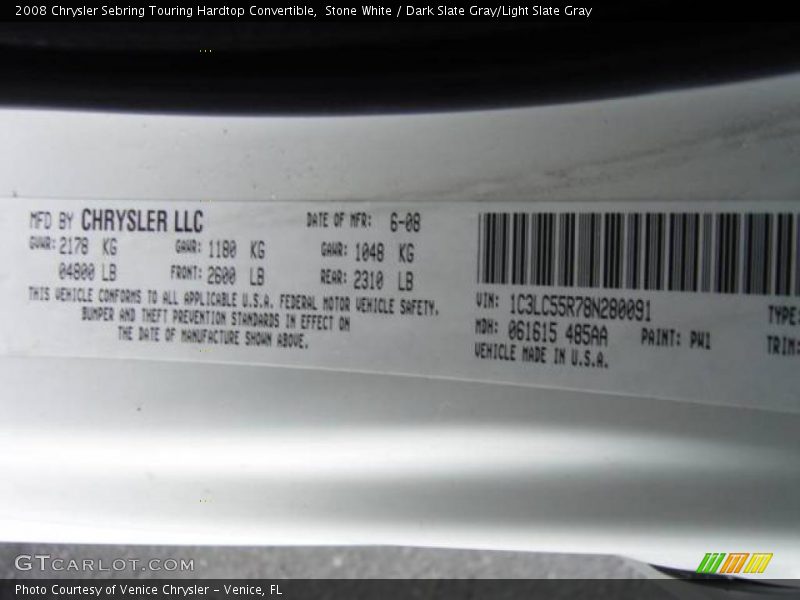 2008 Chrysler Sebring Touring Hardtop Convertible,  Stone White / Dark Slate Gray/Light Slate Gray
MFD BY CHRYSLER LLC DATE OF MFR: 6-08
GVWR: 2178 KG GAWR: 1180 KG GAWR: 1048 KG
04800 LB FRONT: 2600 LB REAR: 2310 LB
THIS VEHICLE CONFORMS TO ALL APPLICABLE U.S.A. FEDERAL MOTOR VEHICLE SAFETY,
BUMPER AND THEFT PREVENTION STANDARDS IN EFFECT ON
THE DATE OF MANUFACTURE SHOWN ABOVE.
VIN: 1C3LC55R78N280091 TYPE:
MDH: 061615 485AA PAINT: PW1 TRIM:
VEHICLE MADE IN U.S.A.
GTCARLOT.COM
Photo Courtesy of Venice Chrysler - Venice, FL